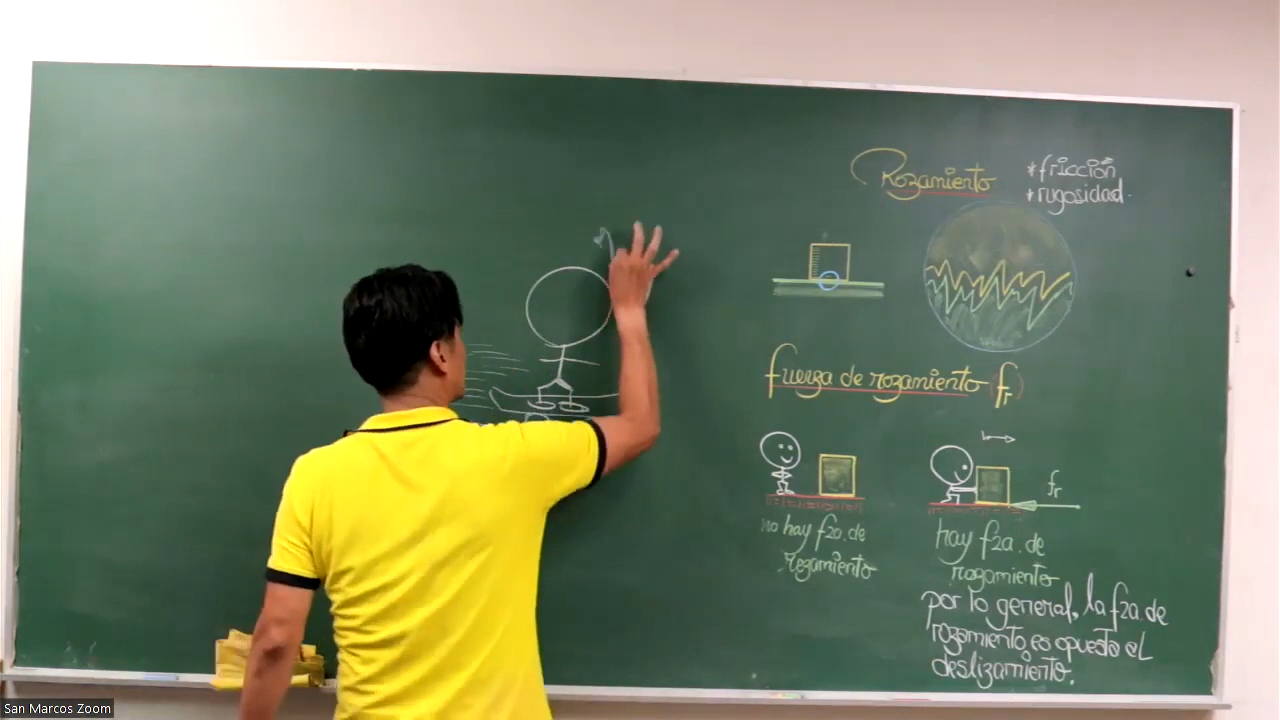 Rozamiento
* fricción
* rugosidad.
fuerza de rozamiento (fr)
fr
no hay fza. de
rozamiento
hay fza. de
rozamiento
por lo general, la fza. de
rozamiento es opuesta al
deslizamiento.
San Marcos Zoom